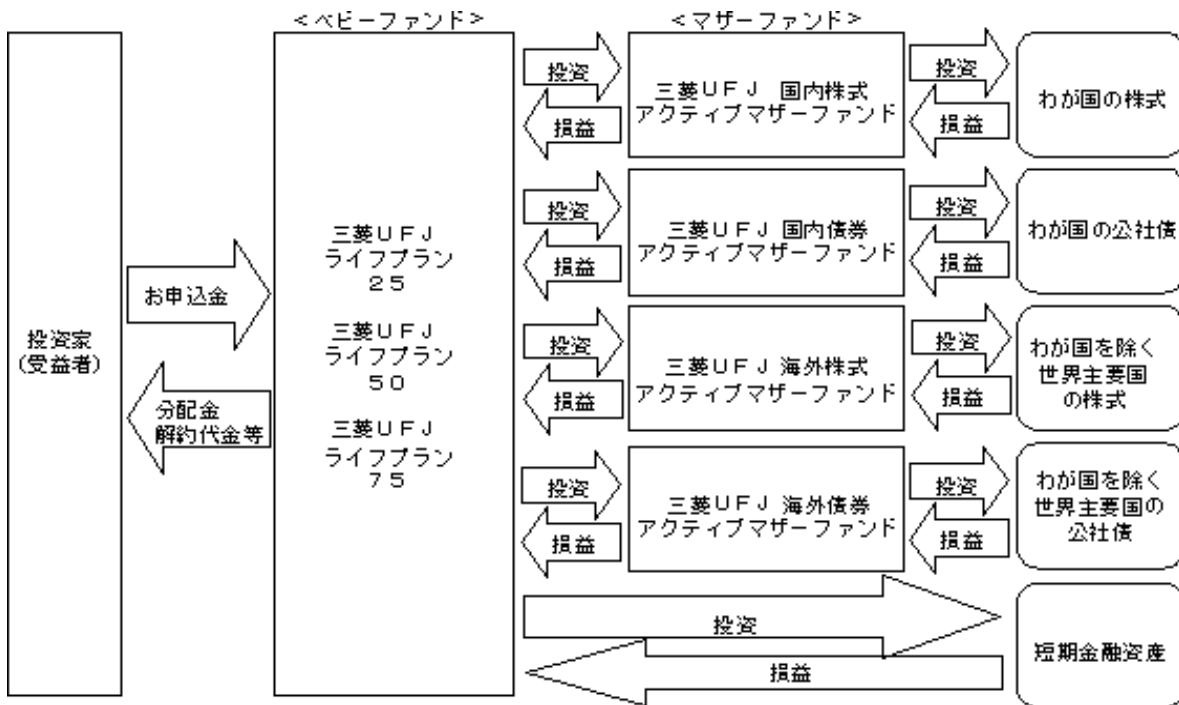 ＜ベビーファンド＞
＜マザーファンド＞
投資家
(受益者)
お申込金
分配金
解約代金等
三菱ＵＦＪ
ライフプラン
２５
三菱ＵＦＪ
ライフプラン
５０
三菱ＵＦＪ
ライフプラン
７５
投資
損益
三菱ＵＦＪ 国内株式
アクティブマザーファンド
投資
損益
わが国の株式
投資
損益
三菱ＵＦＪ 国内債券
アクティブマザーファンド
投資
損益
わが国の公社債
投資
損益
三菱ＵＦＪ 海外株式
アクティブマザーファンド
投資
損益
わが国を除く
世界主要国
の株式
投資
損益
三菱ＵＦＪ 海外債券
アクティブマザーファンド
投資
損益
わが国を除く
世界主要国の
公社債
投資
損益
短期金融資産